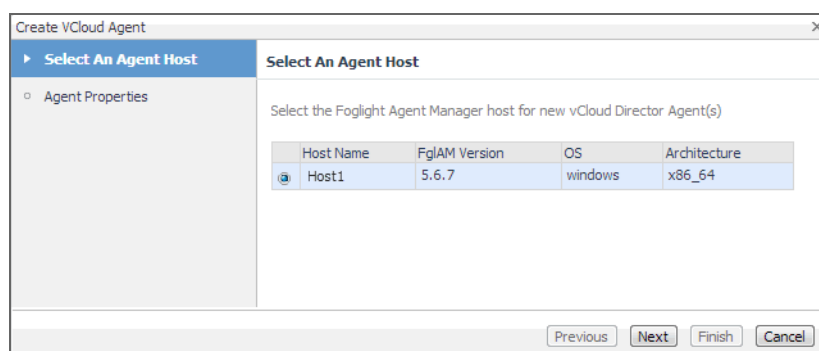 Create VCloud Agent
Select An Agent Host
Agent Properties
Select An Agent Host
Select the Foglight Agent Manager host for new vCloud Director Agent(s)
Host Name FglAM Version OS Architecture
Host1 5.6.7 windows x86_64
Previous Next Finish Cancel